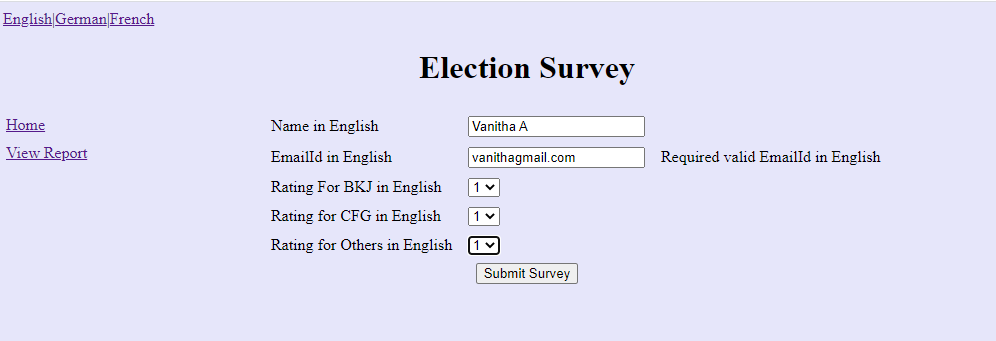 English|German|French
Election Survey
Home
View Report
Name in English Vanitha A
EmailId in English vanithagmail.com Required valid EmailId in English
Rating For BKJ in English 1
Rating for CFG in English 1
Rating for Others in English 1
Submit Survey